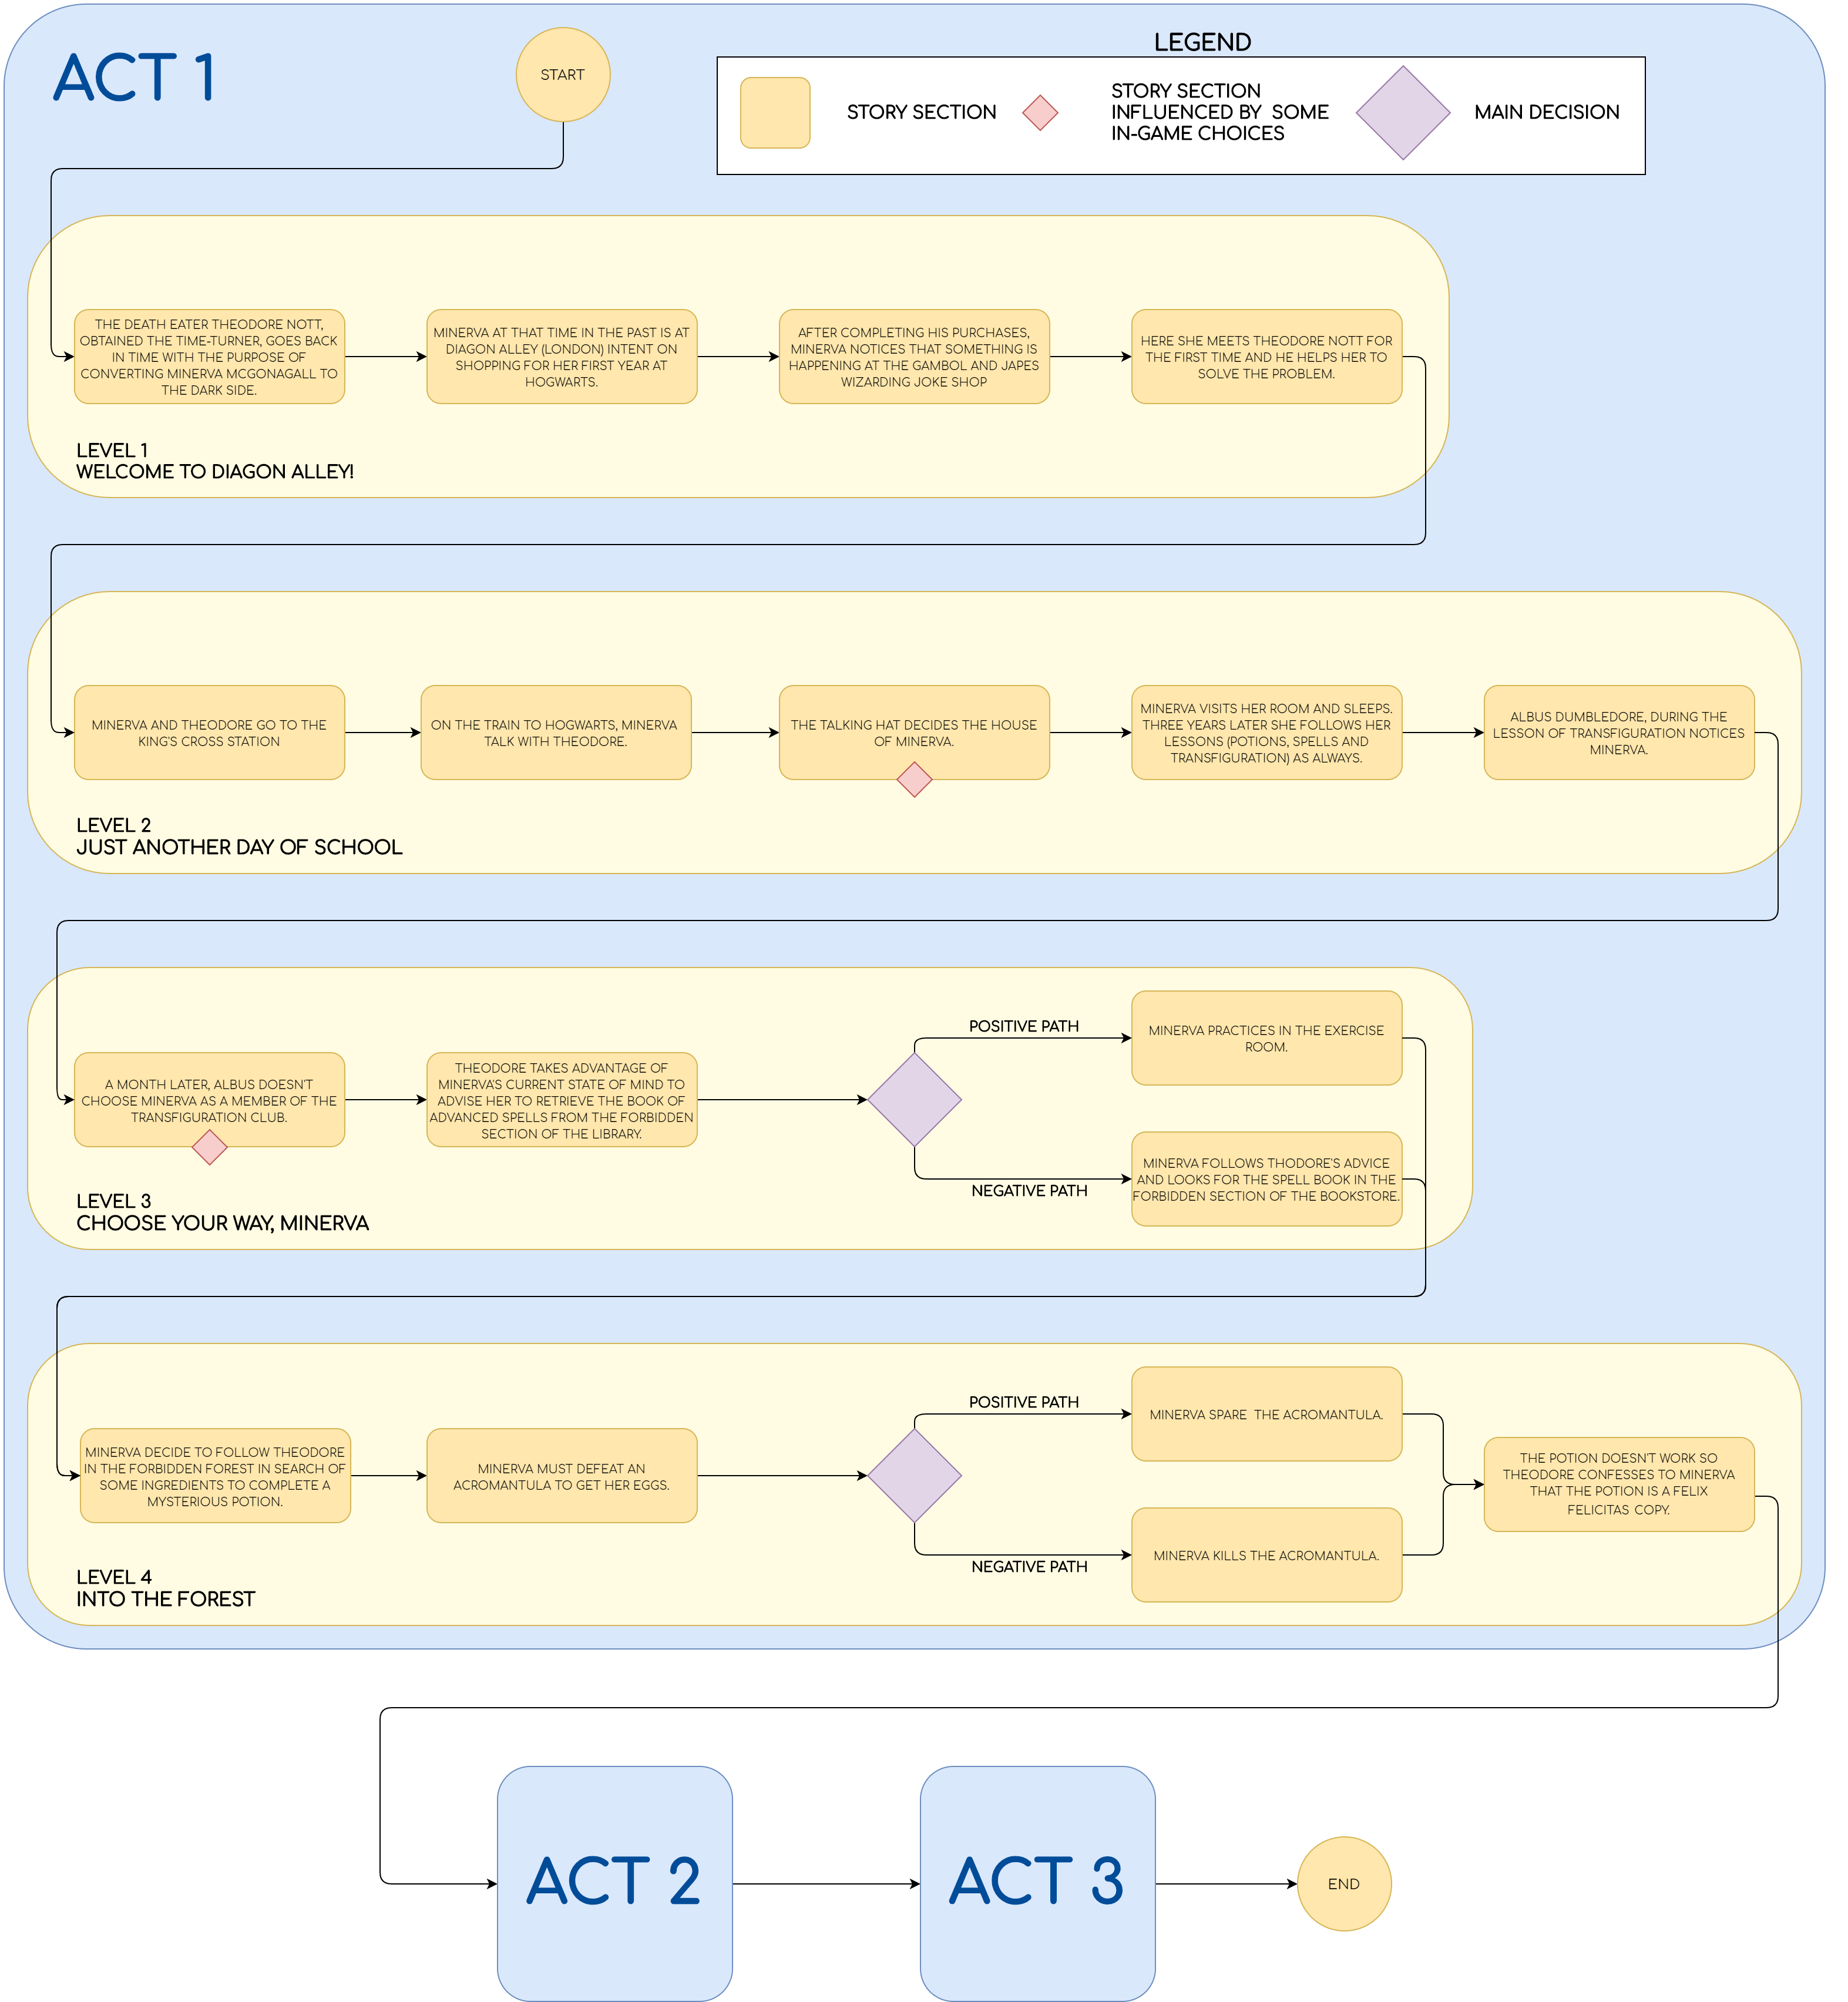 ACT 1
START
LEGEND
STORY SECTION
STORY SECTION
INFLUENCED BY SOME
IN-GAME CHOICES
MAIN DECISION
THE DEATH EATER THEODORE NOTT,
OBTAINED THE TIME-TURNER, GOES BACK
IN TIME WITH THE PURPOSE OF
CONVERTING MINERVA MCGONAGALL TO
THE DARK SIDE.
MINERVA AT THAT TIME IN THE PAST IS AT
DIAGON ALLEY (LONDON) INTENT ON
SHOPPING FOR HER FIRST YEAR AT
HOGWARTS.
AFTER COMPLETING HIS PURCHASES,
MINERVA NOTICES THAT SOMETHING IS
HAPPENING AT THE GAMBOL AND JAPES
WIZARDING JOKE SHOP
HERE SHE MEETS THEODORE NOTT FOR
THE FIRST TIME AND HE HELPS HER TO
SOLVE THE PROBLEM.
LEVEL 1
WELCOME TO DIAGON ALLEY!
MINERVA AND THEODORE GO TO THE
KING'S CROSS STATION
ON THE TRAIN TO HOGWARTS, MINERVA
TALK WITH THEODORE.
THE TALKING HAT DECIDES THE HOUSE
OF MINERVA.
MINERVA VISITS HER ROOM AND SLEEPS.
THREE YEARS LATER SHE FOLLOWS HER
LESSONS (POTIONS, SPELLS AND
TRANSFIGURATION) AS ALWAYS.
ALBUS DUMBLEDORE, DURING THE
LESSON OF TRANSFIGURATION NOTICES
MINERVA.
LEVEL 2
JUST ANOTHER DAY OF SCHOOL
A MONTH LATER, ALBUS DOESN'T
CHOOSE MINERVA AS A MEMBER OF THE
TRANSFIGURATION CLUB.
THEODORE TAKES ADVANTAGE OF
MINERVA'S CURRENT STATE OF MIND TO
ADVISE HER TO RETRIEVE THE BOOK OF
ADVANCED SPELLS FROM THE FORBIDDEN
SECTION OF THE LIBRARY.
POSITIVE PATH
MINERVA PRACTICES IN THE EXERCISE
ROOM.
NEGATIVE PATH
MINERVA FOLLOWS THODORE'S ADVICE
AND LOOKS FOR THE SPELL BOOK IN THE
FORBIDDEN SECTION OF THE BOOKSTORE.
LEVEL 3
CHOOSE YOUR WAY, MINERVA
MINERVA DECIDE TO FOLLOW THEODORE
IN THE FORBIDDEN FOREST IN SEARCH OF
SOME INGREDIENTS TO COMPLETE A
MYSTERIOUS POTION.
MINERVA MUST DEFEAT AN
ACROMANTULA TO GET HER EGGS.
POSITIVE PATH
MINERVA SPARE THE ACROMANTULA.
NEGATIVE PATH
MINERVA KILLS THE ACROMANTULA.
THE POTION DOESN'T WORK SO
THEODORE CONFESSES TO MINERVA
THAT THE POTION IS A FELIX
FELICITAS COPY.
LEVEL 4
INTO THE FOREST
ACT 2
ACT 3
END